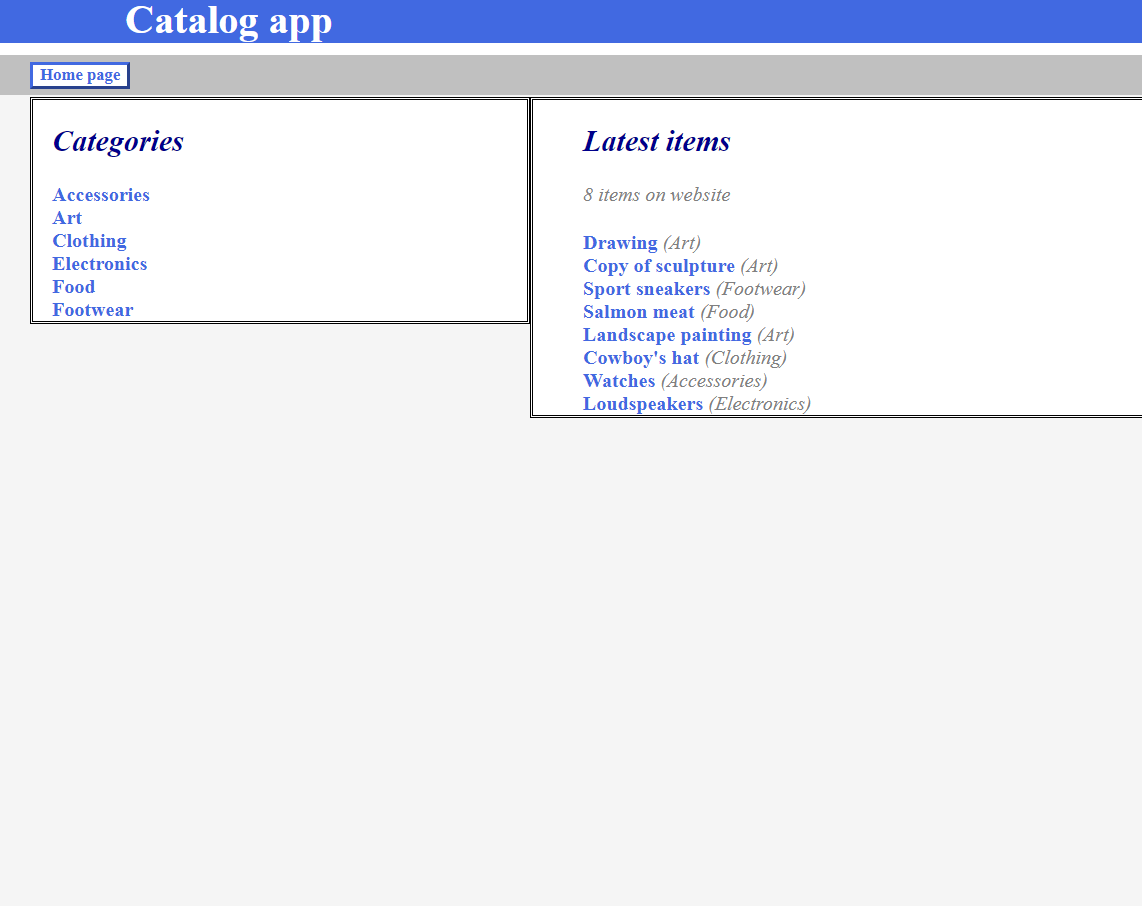 Catalog app
Home page
Categories
Accessories
Art
Clothing
Electronics
Food
Footwear
Latest items
8 items on website
Drawing (Art)
Copy of sculpture (Art)
Sport sneakers (Footwear)
Salmon meat (Food)
Landscape painting (Art)
Cowboy's hat (Clothing)
Watches (Accessories)
Loudspeakers (Electronics)